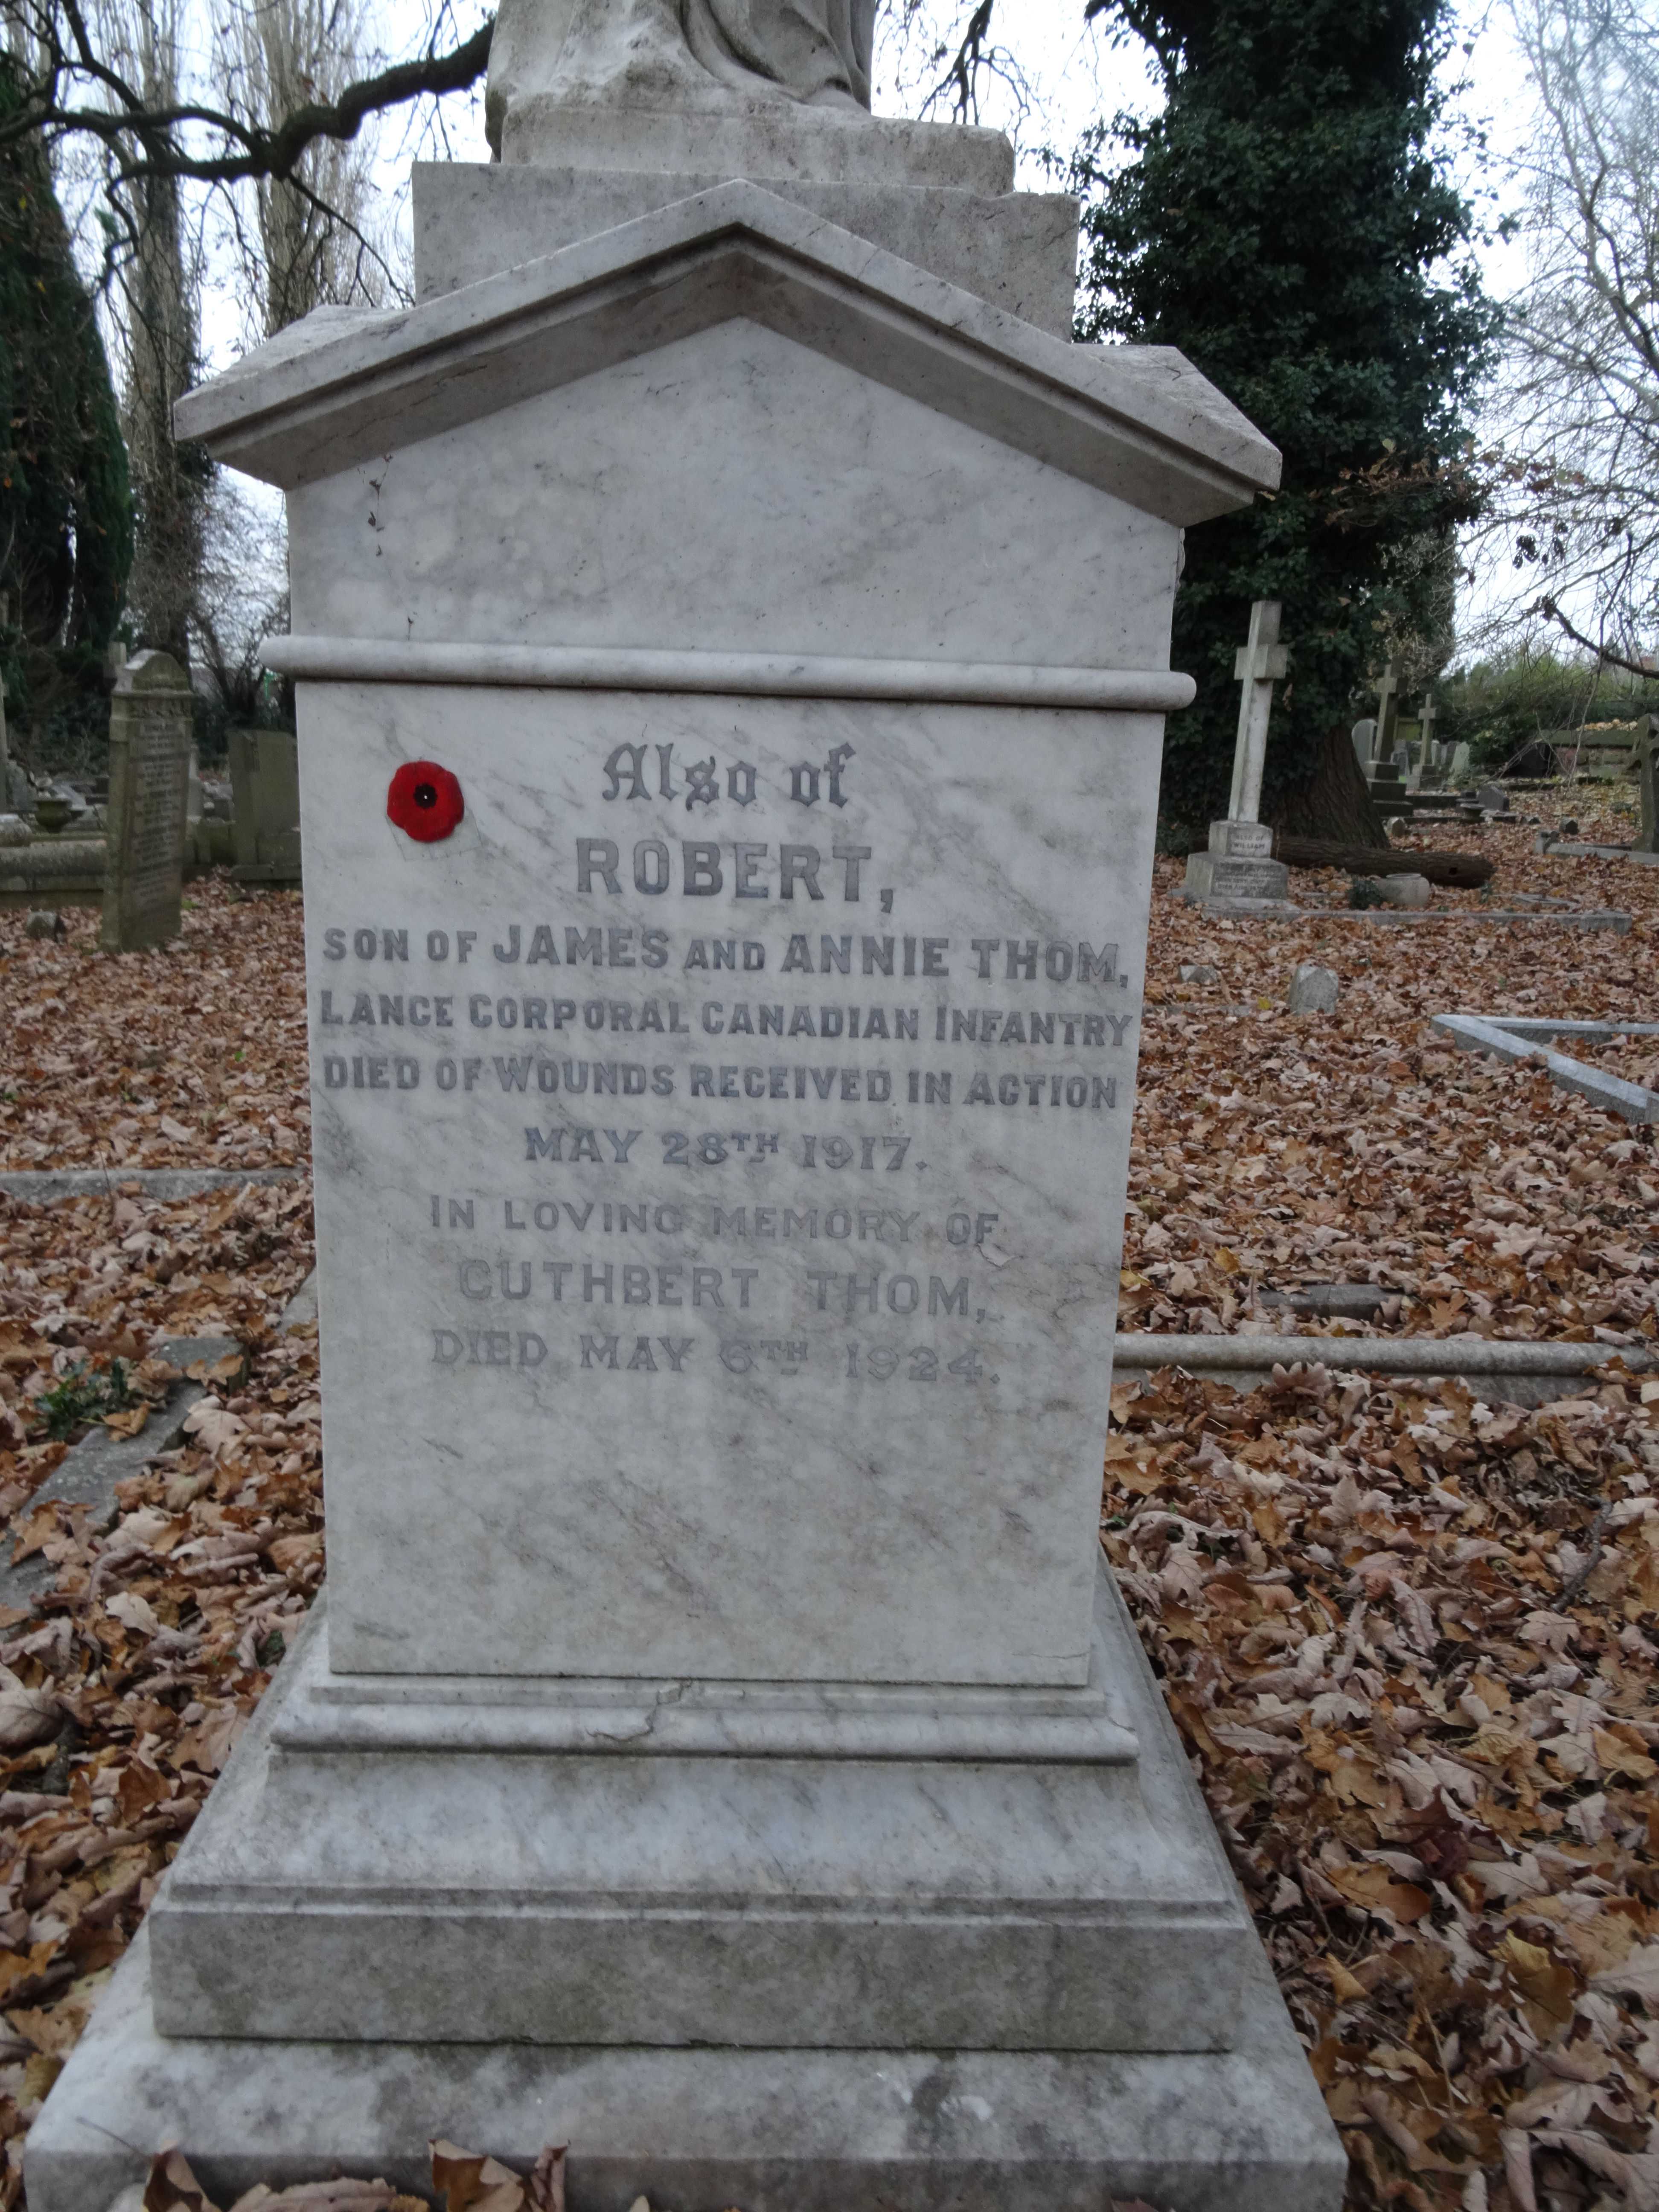 Also of
ROBERT,
SON OF JAMES AND ANNIE THOM,
LANCE CORPORAL CANADIAN INFANTRY
DIED OF WOUNDS RECEIVED IN ACTION
MAY 28TH 1917.
IN LOVING MEMORY OF
CUTHBERT THOM,
DIED MAY 6TH 1924.
WILLIAM